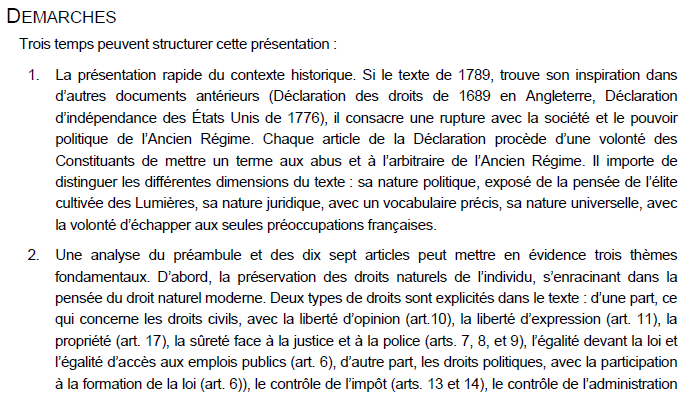 DEMARCHES
Trois temps peuvent structurer cette présentation :
1. La présentation rapide du contexte historique. Si le texte de 1789, trouve son inspiration dans
d’autres documents antérieurs (Déclaration des droits de 1689 en Angleterre, Déclaration
d’indépendance des États Unis de 1776), il consacre une rupture avec la société et le pouvoir
politique de l’Ancien Régime. Chaque article de la Déclaration procède d’une volonté des
Constituants de mettre un terme aux abus et à l’arbitraire de l’Ancien Régime. Il importe de
distinguer les différentes dimensions du texte : sa nature politique, exposé de la pensée de l’élite
cultivée des Lumières, sa nature juridique, avec un vocabulaire précis, sa nature universelle, avec
la volonté d’échapper aux seules préoccupations françaises.
2. Une analyse du préambule et des dix sept articles peut mettre en évidence trois thèmes
fondamentaux. D’abord, la préservation des droits naturels de l’individu, s’enracinant dans la
pensée du droit naturel moderne. Deux types de droits sont explicités dans le texte : d’une part, ce
qui concerne les droits civils, avec la liberté d’opinion (art.10), la liberté d’expression (art. 11), la
propriété (art. 17), la sûreté face à la justice et à la police (arts. 7, 8, et 9), l’égalité devant la loi et
l’égalité d’accès aux emplois publics (art. 6), d’autre part, les droits politiques, avec la participation
à la formation de la loi (art. 6)), le contrôle de l’impôt (arts. 13 et 14), le contrôle de l’administration